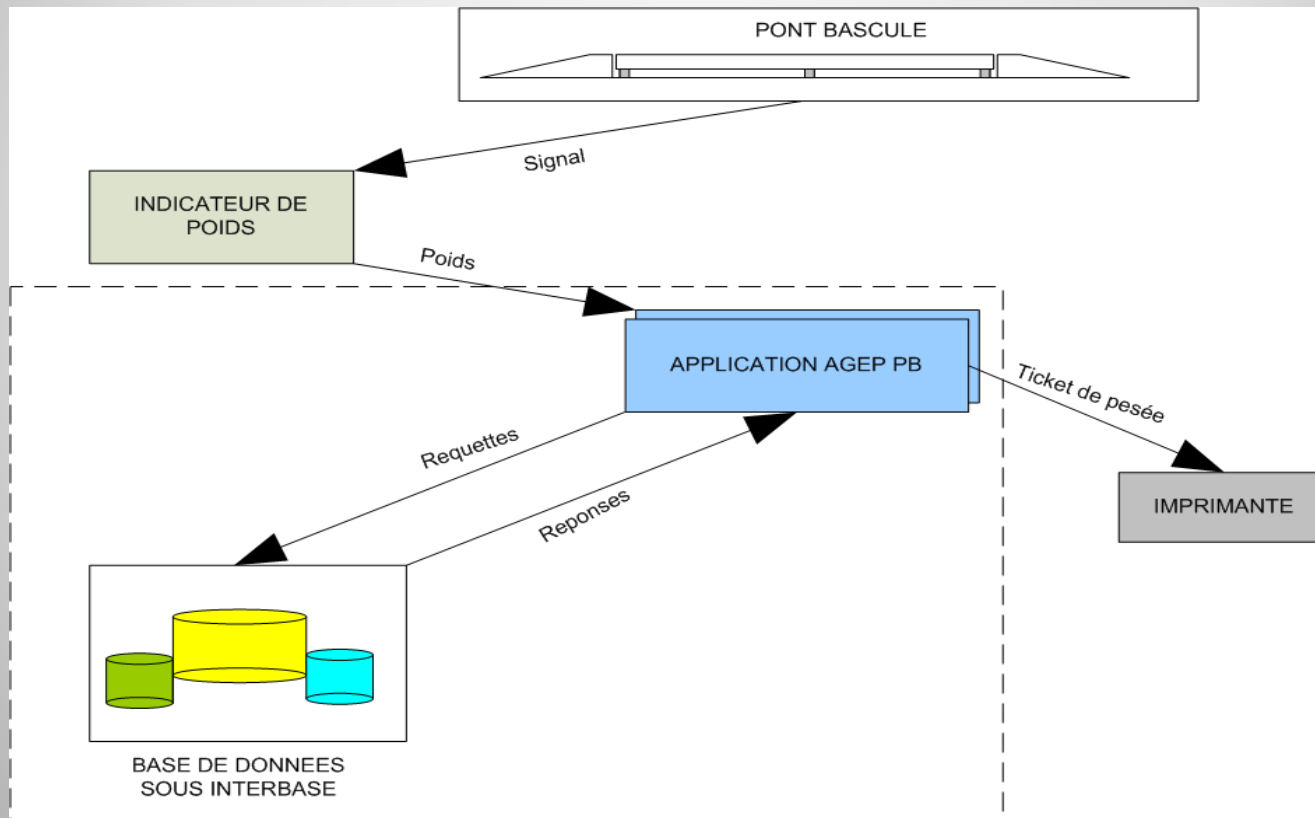 PONT BASCULE
Signal
INDICATEUR DE
POIDS
Poids
APPLICATION AGEP PB
Ticket de pesée
Requettes
Reponses
IMPRIMANTE
BASE DE DONNEES
SOUS INTERBASE